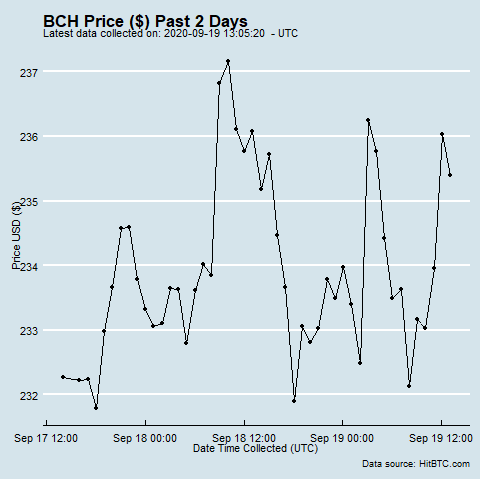 BCH Price ($) Past 2 Days
Latest data collected on: 2020-09-19 13:05:20 - UTC
237
236
235
234
233
232
Price USD ($)
Sep 17 12:00 Sep 18 00:00 Sep 18 12:00 Sep 19 00:00 Sep 19 12:00
Date Time Collected (UTC)
Data source: HitBTC.com